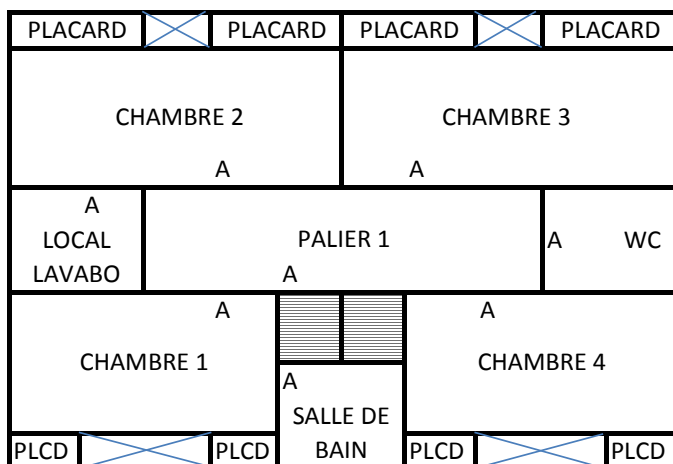 PLACARD PLACARD PLACARD PLACARD
CHAMBRE 2 CHAMBRE 3
A A
A
LOCAL PALIER 1 A WC
LAVABO A
A A
CHAMBRE 1 CHAMBRE 4
A
SALLE DE
BAIN
PLCD PLCD PLCD PLCD